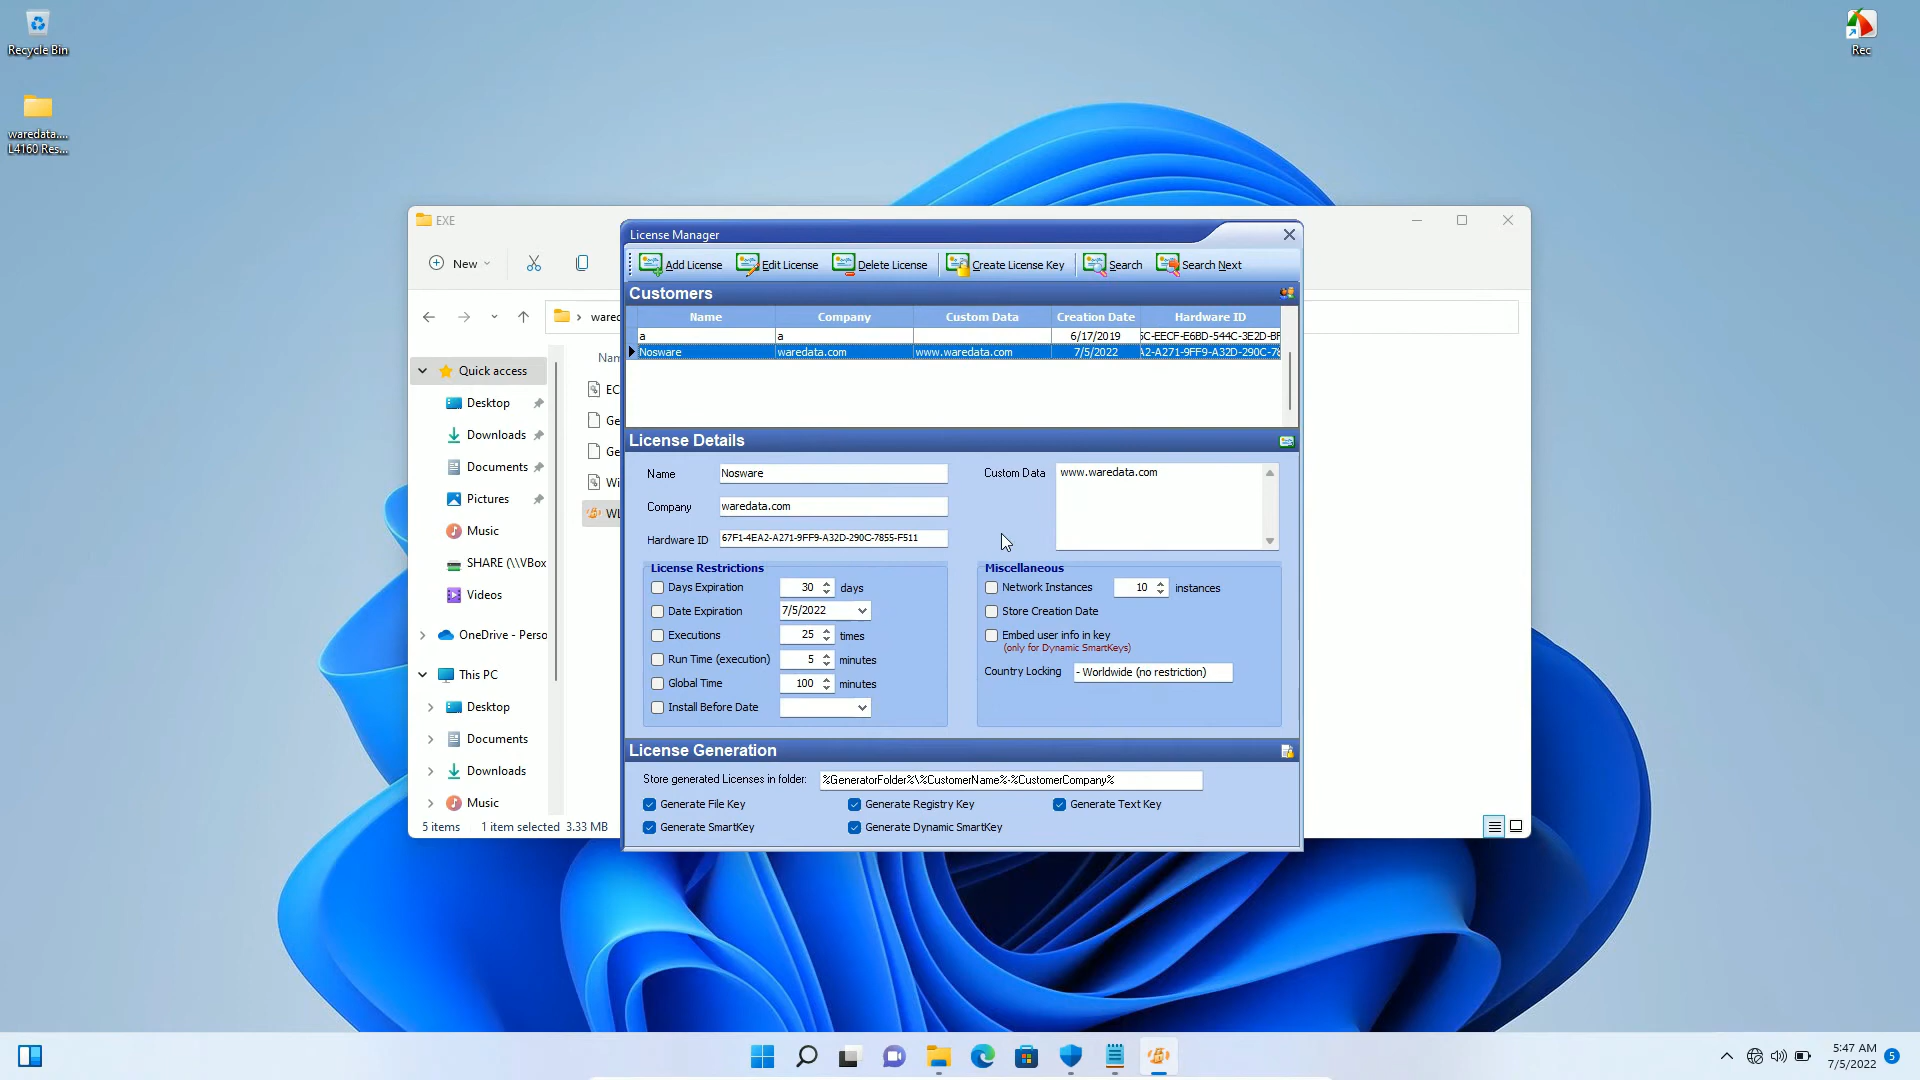 Recycle Bin
waredata....
L4160 Res...
Rec
EXE
New
wared
Nam
Quick access
Desktop
Downloads
Documents
Pictures
Music
SHARE (\\VBox
Videos
OneDrive - Perso
This PC
Desktop
Documents
Downloads
Music
EC
Ge
Ge
Wi
WL
5 items 1 item selected 3.33 MB
License Manager
Add License Edit License Delete License Create License Key Search Search Next
Customers
Name Company Custom Data Creation Date Hardware ID
a a 6/17/2019 5C-EECF-E6BD-544C-3E2D-BF
Nosware waredata.com www.waredata.com 7/5/2022 A2-A271-9FF9-A32D-290C-78
License Details
Name Nosware
Company waredata.com
Hardware ID 67F1-4EA2-A271-9FF9-A32D-290C-7855-F511
Custom Data www.waredata.com
License Restrictions
Days Expiration 30 days
Date Expiration 7/5/2022
Executions 25 times
Run Time (execution) 5 minutes
Global Time 100 minutes
Install Before Date
Miscellaneous
Network Instances 10 instances
Store Creation Date
Embed user info in key
(only for Dynamic SmartKeys)
Country Locking - Worldwide (no restriction)
License Generation
Store generated Licenses in folder: %GeneratorFolder%\%CustomerName%-%CustomerCompany%
Generate File Key Generate Registry Key Generate Text Key
Generate SmartKey Generate Dynamic SmartKey
5:47 AM
7/5/2022
5